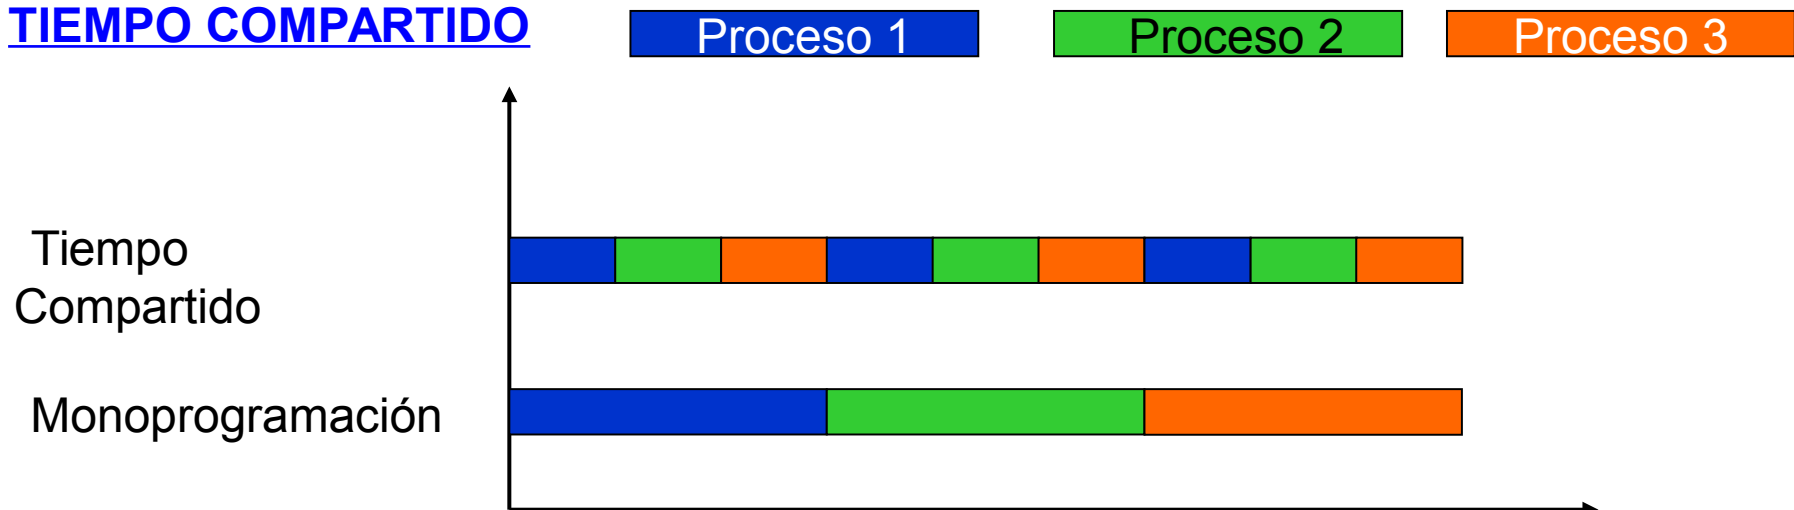 TIEMPO COMPARTIDO
Proceso 1
Proceso 2
Proceso 3
Tiempo
Compartido
Monoprogramación